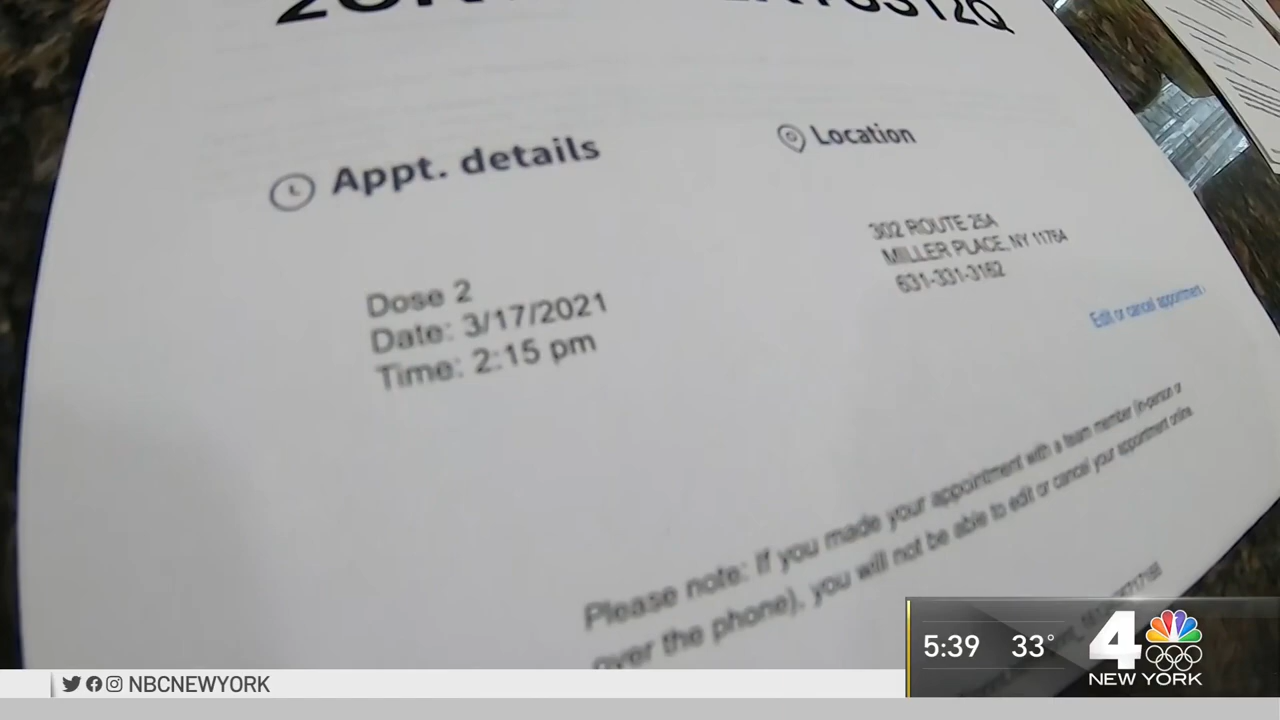 Appt. details
Location
302 ROUTE 25A
MILLER PLACE, NY 11764
631-331-3162
Edit or cancel appointment
Dose 2
Date: 3/17/2021
Time: 2:15 pm
Please note: If you made your appointment with a team member (in-person or
over the phone), you will not be able to edit or cancel your appointment online.
5:39 33° 4
NEW YORK
NBCNEWYORK